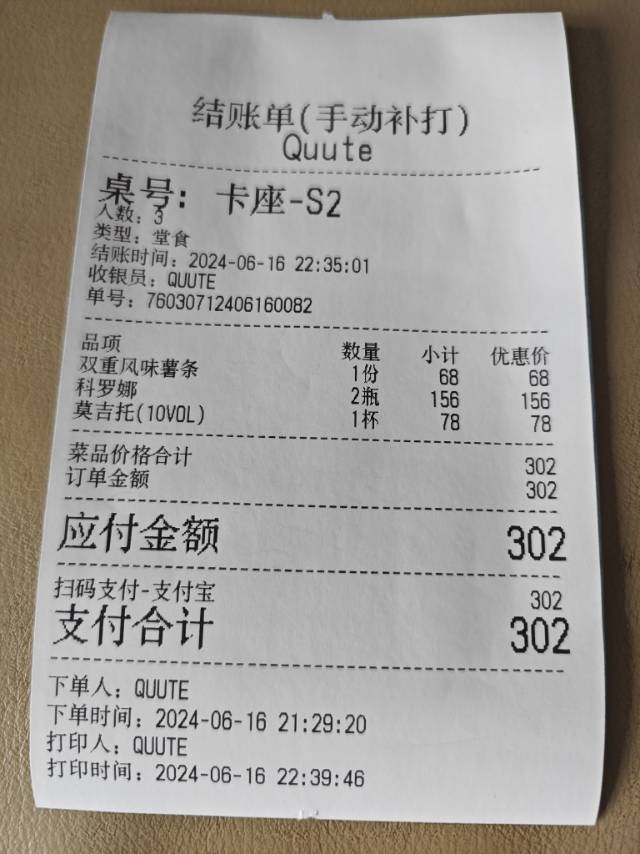 结账单(手动补打)
Quute
桌号: 卡座-S2
人数: 3
类型: 堂食
结账时间: 2024-06-16 22:35:01
收银员: QUUTE
单号: 76030712406160082
品项 数量 小计 优惠价
双重风味薯条 1份 68 68
科罗娜 2瓶 156 156
莫吉托(10VOL) 1杯 78 78
菜品价格合计 302
订单金额 302
应付金额 302
扫码支付-支付宝 302
支付合计 302
下单人: QUUTE
下单时间: 2024-06-16 21:29:20
打印人: QUUTE
打印时间: 2024-06-16 22:39:46